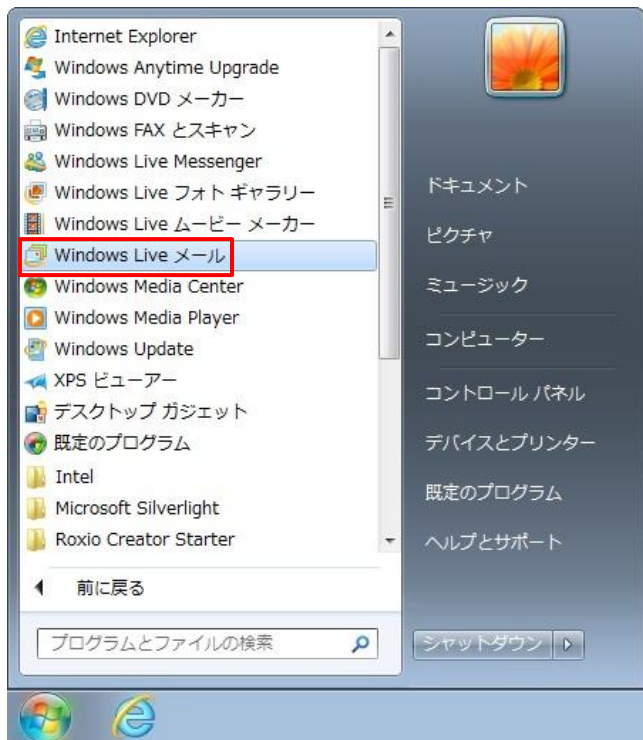 Internet Explorer
Windows Anytime Upgrade
Windows DVD メーカー
Windows FAX とスキャン
Windows Live Messenger
Windows Live フォト ギャラリー
Windows Live ムービー メーカー
Windows Live メール
Windows Media Center
Windows Media Player
Windows Update
XPS ビューアー
デスクトップ ガジェット
既定のプログラム
Intel
Microsoft Silverlight
Roxio Creator Starter
前に戻る
プログラムとファイルの検索
ドキュメント
ピクチャ
ミュージック
コンピューター
コントロール パネル
デバイスとプリンター
既定のプログラム
ヘルプとサポート
シャットダウン